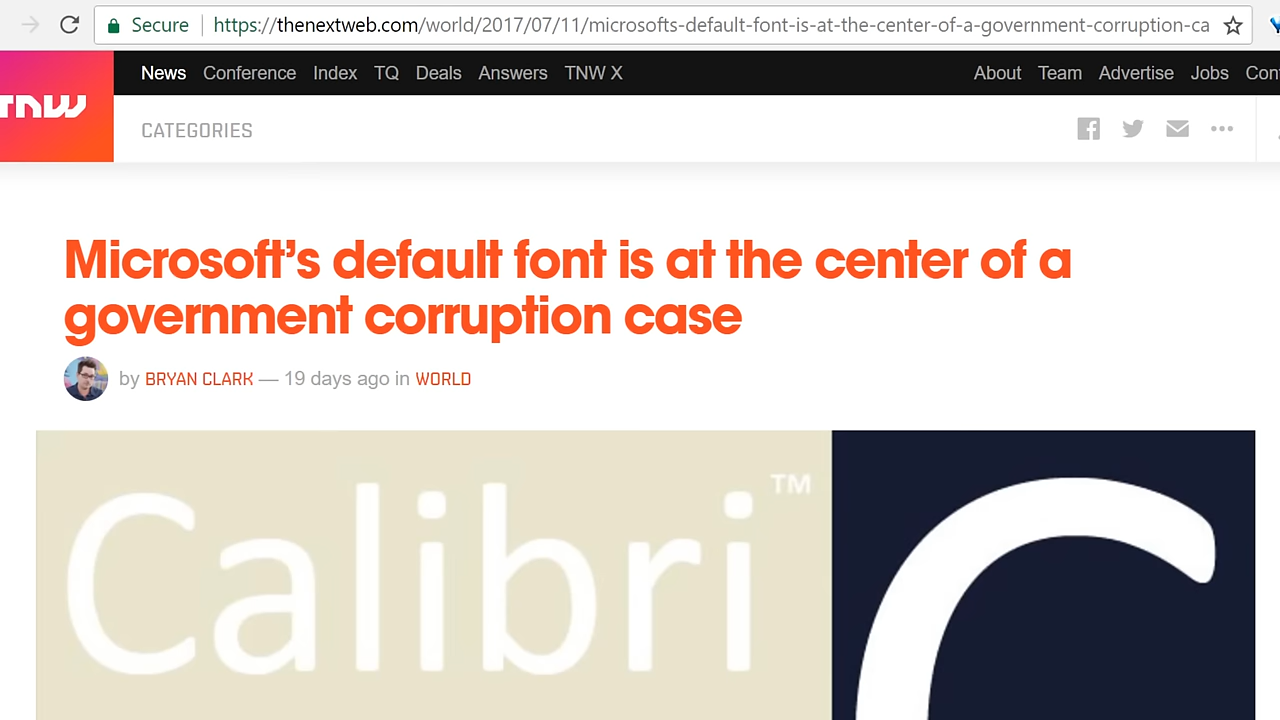 Secure https://thenextweb.com/world/2017/07/11/microsofts-default-font-is-at-the-center-of-a-government-corruption-ca
News Conference Index TQ Deals Answers TNW X About Team Advertise Jobs Con
TNW
CATEGORIES
Microsoft's default font is at the center of a
government corruption case
by BRYAN CLARK — 19 days ago in WORLD
Calibri™ C